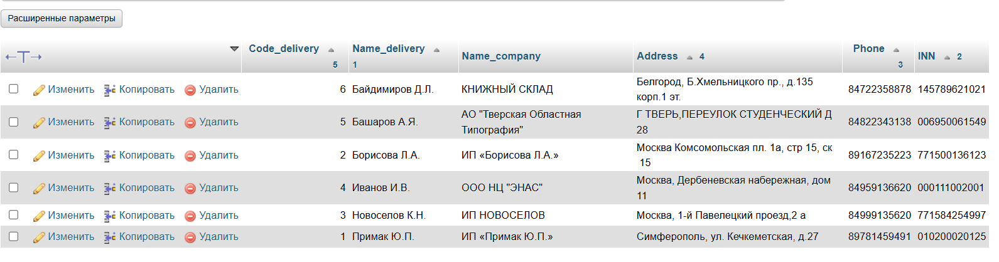 Расширенные параметры
Code_delivery 5 Name_delivery 1 Name_company Address 4 Phone 3 INN 2
Изменить Копировать Удалить 6 Байдимиров Д.Л. КНИЖНЫЙ СКЛАД Белгород, Б.Хмельницкого пр., д.135 корп.1 эт. 84722358878 145789621021
Изменить Копировать Удалить 5 Башаров А.Я. АО "Тверская Областная Типография" Г ТВЕРЬ,ПЕРЕУЛОК СТУДЕНЧЕСКИЙ Д 28 84822343138 006950061549
Изменить Копировать Удалить 2 Борисова Л.А. ИП «Борисова Л.А.» Москва Комсомольская пл. 1а, стр 15, ск 15 89167235223 771500136123
Изменить Копировать Удалить 4 Иванов И.В. ООО НЦ "ЭНАС" Москва, Дербеневская набережная, дом 11 84959136620 000111002001
Изменить Копировать Удалить 3 Новоселов К.Н. ИП НОВОСЕЛОВ Москва, 1-й Павелецкий проезд,2 а 84999135620 771584254997
Изменить Копировать Удалить 1 Примак Ю.П. ИП «Примак Ю.П.» Симферополь, ул. Кечкеметская, д.27 89781459491 010200020125